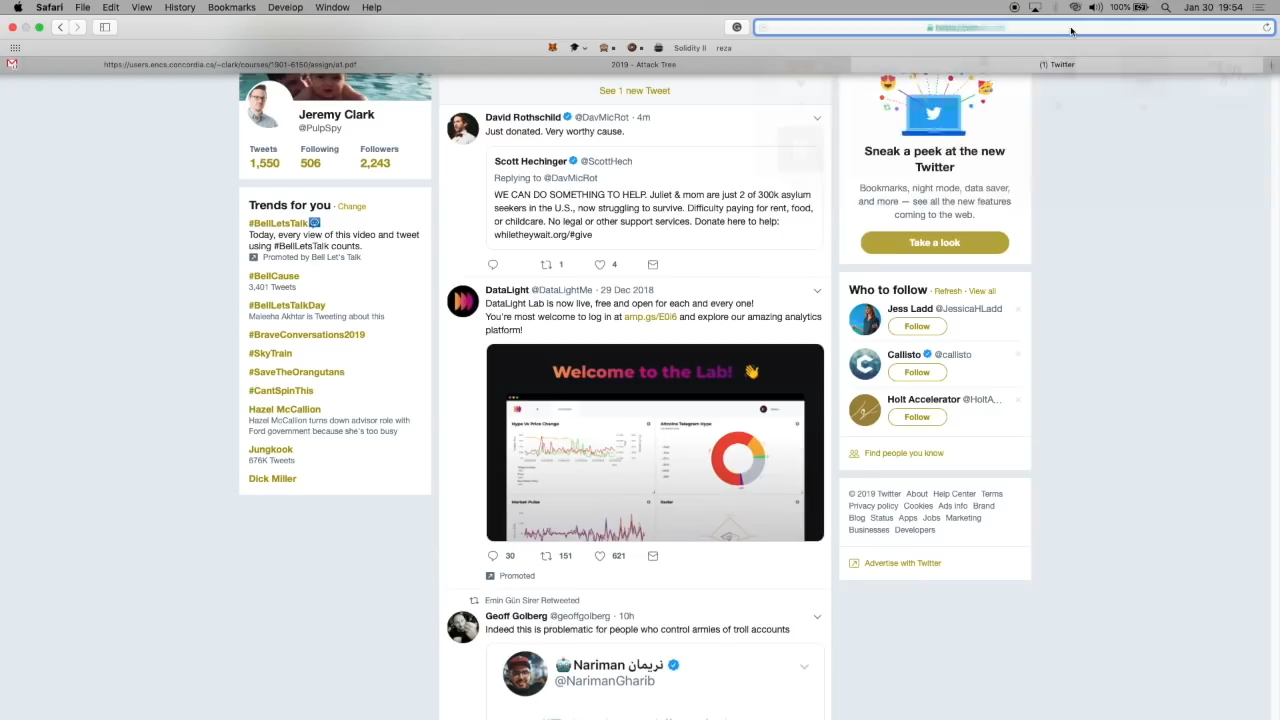 Safari File Edit View History Bookmarks Develop Window Help
100% Jan 30 19:54
Solidity II reza
https://users.encs.concordia.cs/~clark/courses/1901-6150/assign/a1.pdf
2019 - Attack Tree
(1) Twitter
Jeremy Clark
@PulpSpy
Tweets Following Followers
1,550 506 2,243
Trends for you · Change
#BellLetsTalk
Today, every view of this video and tweet
using #BellLetsTalk counts.
Promoted by Bell Let's Talk
#BellCause
3,401 Tweets
#BellLetsTalkDay
Maleeha Akhtar is Tweeting about this
#BraveConversations2019
#SkyTrain
#SaveTheOrangutans
#CantSpinThis
Hazel McCallion
Hazel McCallion turns down advisor role with
Ford government because she's too busy
Jungkook
676K Tweets
Dick Miller
See 1 new Tweet
David Rothschild @DavMicRot · 4m
Just donated. Very worthy cause.
Scott Hechinger @ScottHech
Replying to @DavMicRot
WE CAN DO SOMETHING TO HELP. Juliet & mom are just 2 of 300k asylum
seekers in the U.S., now struggling to survive. Difficulty paying for rent, food,
or childcare. No legal or other support services. Donate here to help:
whiletheywait.org/#give
1 4
DataLight @DataLightMe · 29 Dec 2018
DataLight Lab is now live, free and open for each and every one!
You're most welcome to log in at amp.gs/E0i6 and explore our amazing analytics
platform!
Welcome to the Lab! 👋
Hype Vs Price Change
Altcoins Telegram Hype
Market Pulse
Radar
30 151 621
Promoted
Emin Gün Sirer Retweeted
Geoff Golberg @geoffgolberg · 10h
Indeed this is problematic for people who control armies of troll accounts
Nariman نریمان
@NarimanGharib
Sneak a peek at the new
Twitter
Bookmarks, night mode, data saver,
and more — see all the new features
coming to the web.
Take a look
Who to follow · Refresh · View all
Jess Ladd @JessicaHLadd
Follow
Callisto @callisto
Follow
Holt Accelerator @HoltA...
Follow
Find people you know
© 2019 Twitter About Help Center Terms
Privacy policy Cookies Ads info Brand
Blog Status Apps Jobs Marketing
Businesses Developers
Advertise with Twitter